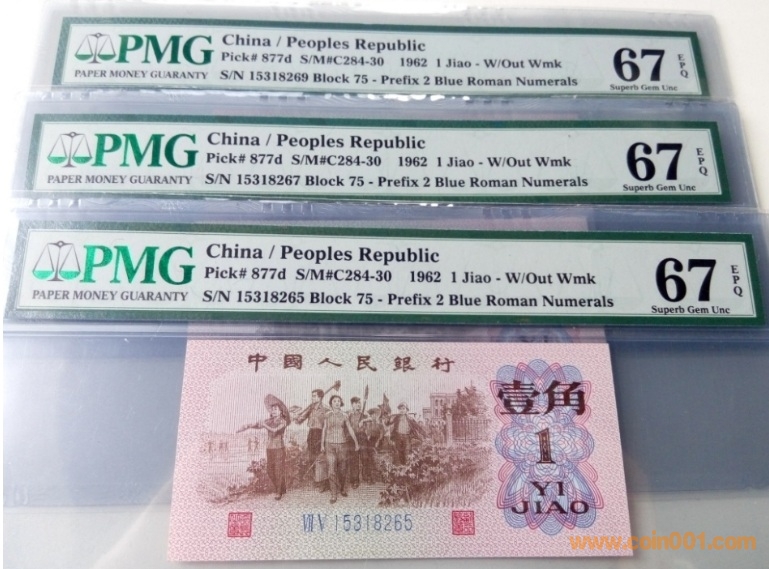 PMG
PAPER MONEY GUARANTY
China / Peoples Republic
Pick# 877d S/M#C284-30 1962 1 Jiao - W/Out Wmk
S/N 15318269 Block 75 - Prefix 2 Blue Roman Numerals
67 EPQ
Superb Gem Unc
PMG
PAPER MONEY GUARANTY
China / Peoples Republic
Pick# 877d S/M#C284-30 1962 1 Jiao - W/Out Wmk
S/N 15318267 Block 75 - Prefix 2 Blue Roman Numerals
67 EPQ
Superb Gem Unc
PMG
PAPER MONEY GUARANTY
China / Peoples Republic
Pick# 877d S/M#C284-30 1962 1 Jiao - W/Out Wmk
S/N 15318265 Block 75 - Prefix 2 Blue Roman Numerals
67 EPQ
Superb Gem Unc
中國人民銀行
壹角
1
YI
JIAO
ⅦⅤ 15318265
www.coin001.com